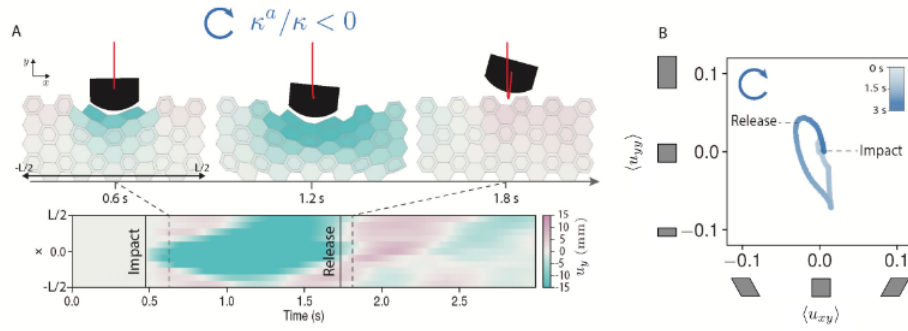 A
κᵃ/κ < 0
y
x
-L/2
L/2
0.6 s
1.2 s
1.8 s
L/2
x
0.0
-L/2
Impact
Release
0.0
0.5
1.0
1.5
2.0
2.5
Time (s)
15
10
5
0
-5
-10
-15
u_y (mm)
B
0.1
0.0
-0.1
⟨u_yy⟩
0 s
1.5 s
3 s
Release
Impact
-0.1
0.0
0.1
⟨u_xy⟩